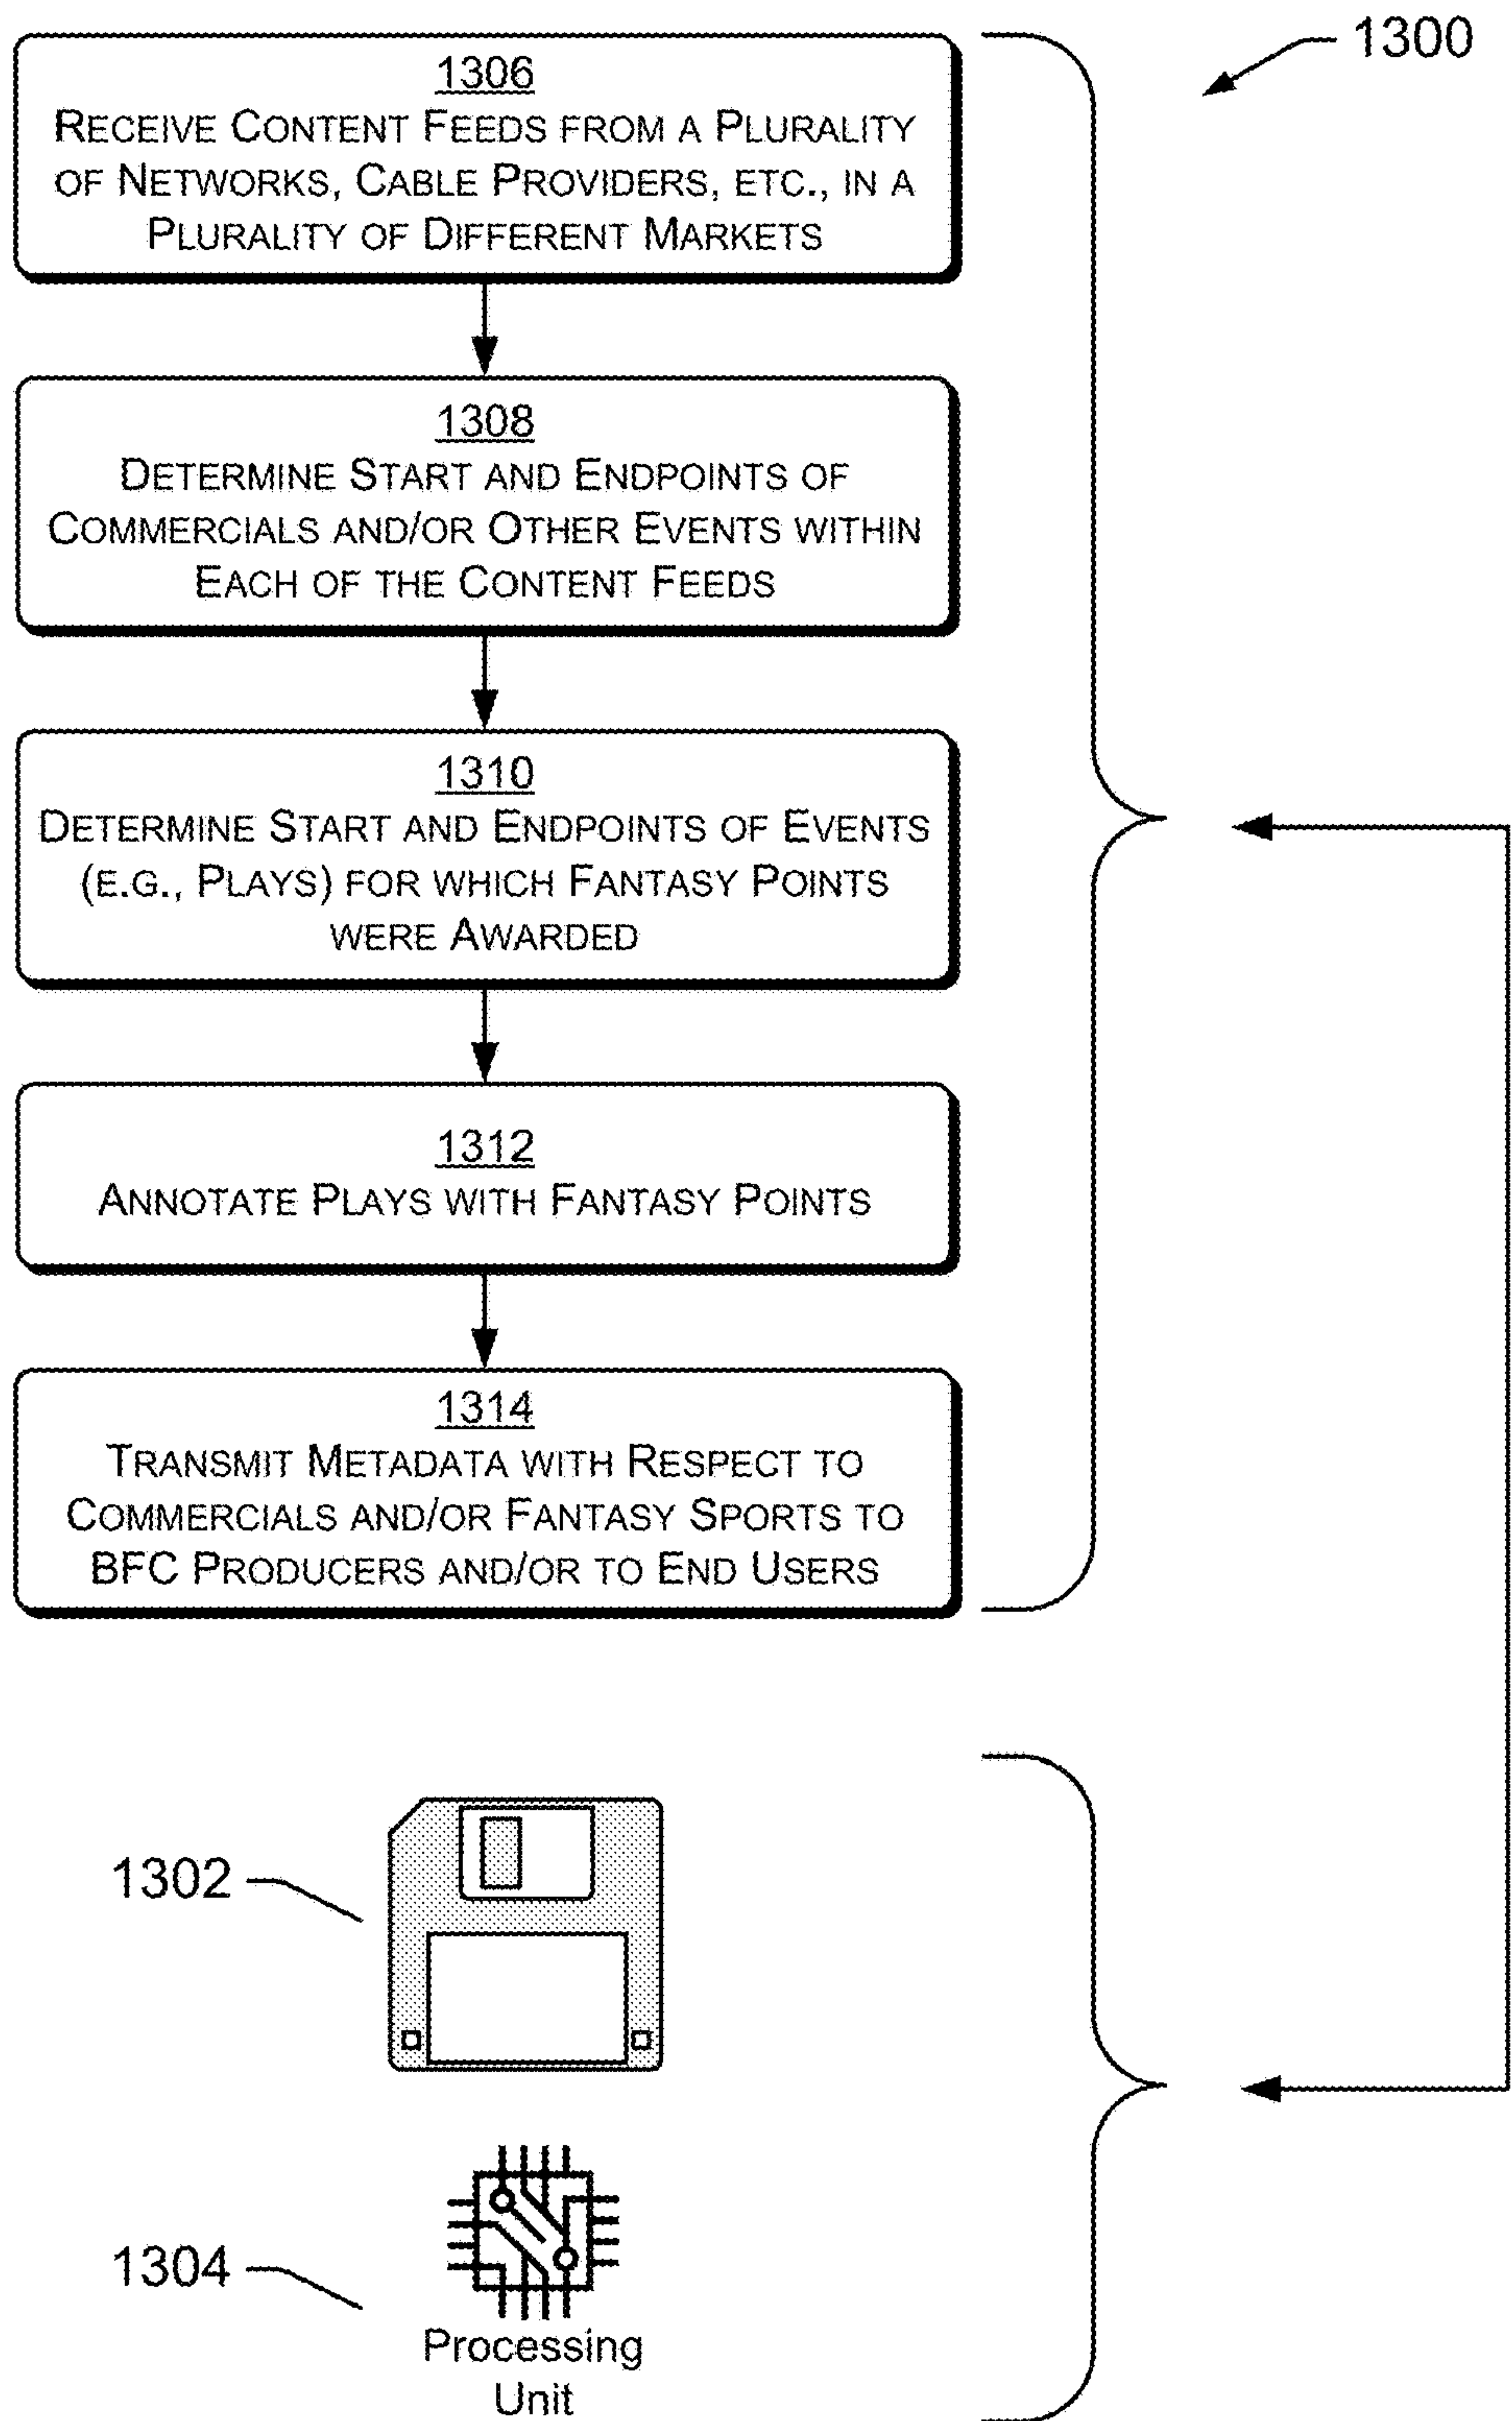 1300
1306
RECEIVE CONTENT FEEDS FROM A PLURALITY
OF NETWORKS, CABLE PROVIDERS, ETC., IN A
PLURALITY OF DIFFERENT MARKETS
1308
DETERMINE START AND ENDPOINTS OF
COMMERCIALS AND/OR OTHER EVENTS WITHIN
EACH OF THE CONTENT FEEDS
1310
DETERMINE START AND ENDPOINTS OF EVENTS
(E.G., PLAYS) FOR WHICH FANTASY POINTS
WERE AWARDED
1312
ANNOTATE PLAYS WITH FANTASY POINTS
1314
TRANSMIT METADATA WITH RESPECT TO
COMMERCIALS AND/OR FANTASY SPORTS TO
BFC PRODUCERS AND/OR TO END USERS
1302
1304
Processing
Unit